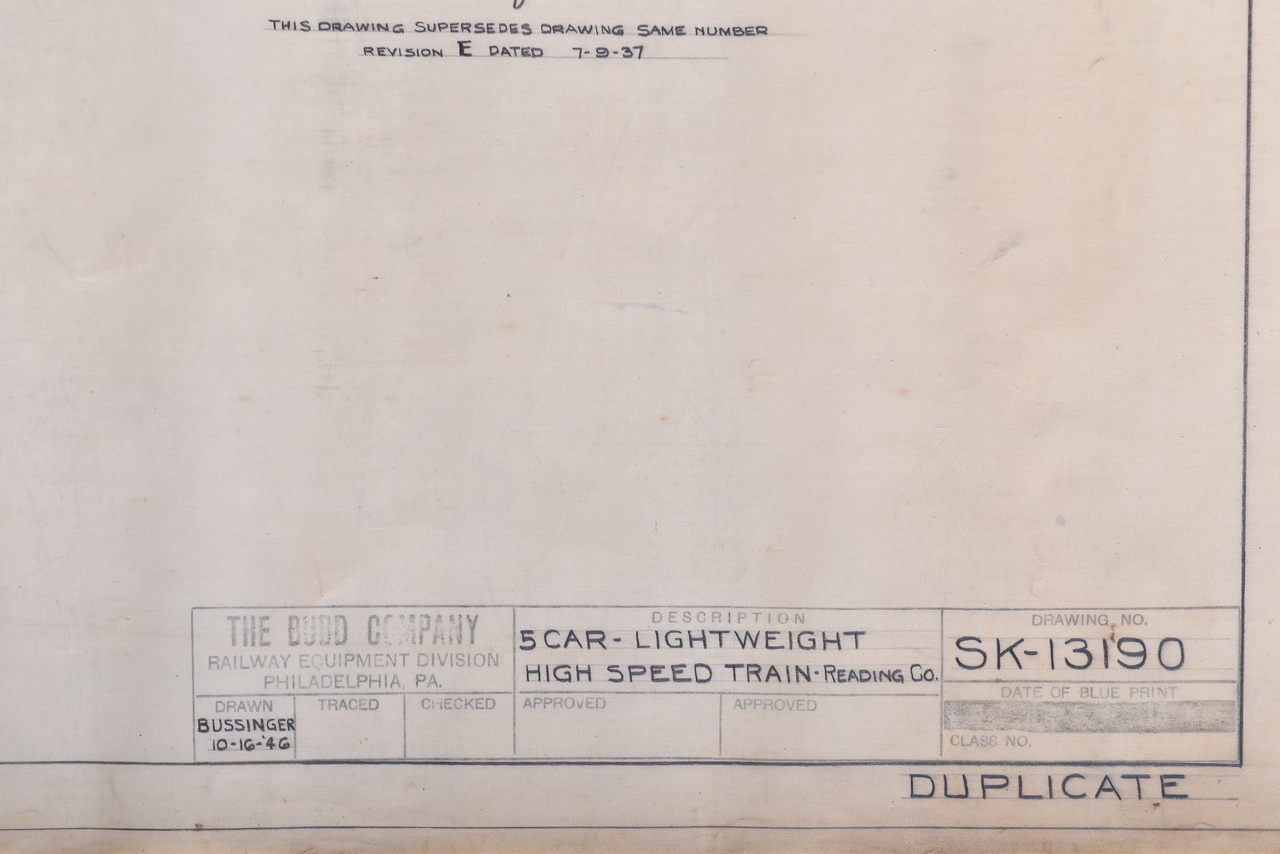 THIS DRAWING SUPERSEDES DRAWING SAME NUMBER
REVISION E DATED 7-9-37
THE BUDD COMPANY
RAILWAY EQUIPMENT DIVISION
PHILADELPHIA, PA.
DRAWN
BUSSINGER
10-16-'46
TRACED
CHECKED
DESCRIPTION
5 CAR - LIGHTWEIGHT
HIGH SPEED TRAIN - READING CO.
APPROVED
APPROVED
DRAWING NO.
SK-13190
DATE OF BLUE PRINT
CLASS NO.
DUPLICATE